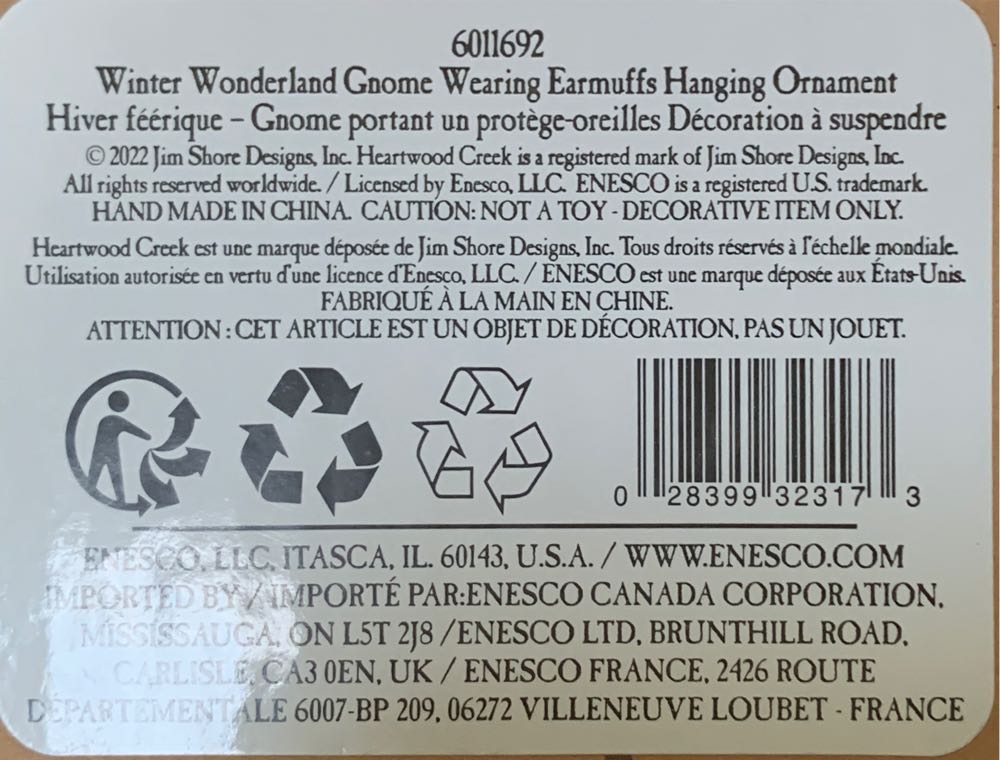 6011692
Winter Wonderland Gnome Wearing Earmuffs Hanging Ornament
Hiver féérique – Gnome portant un protège-oreilles Décoration à suspendre
© 2022 Jim Shore Designs, Inc. Heartwood Creek is a registered mark of Jim Shore Designs, Inc.
All rights reserved worldwide. / Licensed by Enesco, LLC. ENESCO is a registered U.S. trademark.
HAND MADE IN CHINA. CAUTION: NOT A TOY - DECORATIVE ITEM ONLY.
Heartwood Creek est une marque déposée de Jim Shore Designs, Inc. Tous droits réservés à l'échelle mondiale.
Utilisation autorisée en vertu d'une licence d'Enesco, LLC. / ENESCO est une marque déposée aux États-Unis.
FABRIQUÉ À LA MAIN EN CHINE.
ATTENTION : CET ARTICLE EST UN OBJET DE DÉCORATION, PAS UN JOUET.
0 28399 32317 3
ENESCO, LLC, ITASCA, IL. 60143, U.S.A. / WWW.ENESCO.COM
IMPORTED BY / IMPORTÉ PAR:ENESCO CANADA CORPORATION,
MISSISSAUGA, ON L5T 2J8 /ENESCO LTD, BRUNTHILL ROAD,
CARLISLE, CA3 0EN, UK / ENESCO FRANCE, 2426 ROUTE
DEPARTEMENTALE 6007-BP 209, 06272 VILLENEUVE LOUBET - FRANCE